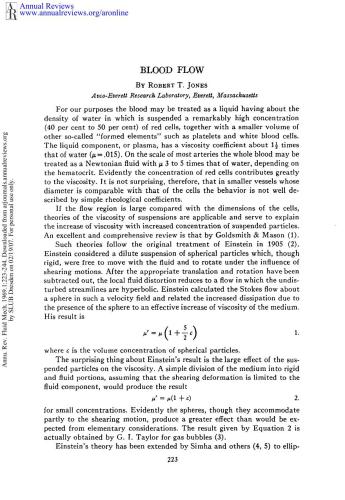 Annual Reviews
www.annualreviews.org/aronline
BLOOD FLOW
BY ROBERT T. JONES
Avco-Everett Research Laboratory, Everett, Massachusetts
For our purposes the blood may be treated as a liquid having about the
density of water in which is suspended a remarkably high concentration
(40 per cent to 50 per cent) of red cells, together with a smaller volume of
other so-called "formed elements" such as platelets and white blood cells.
The liquid component, or plasma, has a viscosity coefficient about 1½ times
that of water (μ=.015). On the scale of most arteries the whole blood may be
treated as a Newtonian fluid with μ 3 to 5 times that of water, depending on
the hematocrit. Evidently the concentration of red cells contributes greatly
to the viscosity. It is not surprising, therefore, that in smaller vessels whose
diameter is comparable with that of the cells the behavior is not well de-
scribed by simple rheological coefficients.
If the flow region is large compared with the dimensions of the cells,
theories of the viscosity of suspensions are applicable and serve to explain
the increase of viscosity with increased concentration of suspended particles.
An excellent and comprehensive review is that by Goldsmith & Mason (1).
Such theories follow the original treatment of Einstein in 1905 (2).
Einstein considered a dilute suspension of spherical particles which, though
rigid, were free to move with the fluid and to rotate under the influence of
shearing motions. After the appropriate translation and rotation have been
subtracted out, the local fluid distortion reduces to a flow in which the undis-
turbed streamlines are hyperbolic. Einstein calculated the Stokes flow about
a sphere in such a velocity field and related the increased dissipation due to
the presence of the sphere to an effective increase of viscosity of the medium.
His result is
μ' = μ(1 + 5/2 c) 1.
where c is the volume concentration of spherical particles.
The surprising thing about Einstein's result is the large effect of the sus-
pended particles on the viscosity. A simple division of the medium into rigid
and fluid portions, assuming that the shearing deformation is limited to the
fluid component, would produce the result
μ' = μ(1 + c) 2.
for small concentrations. Evidently the spheres, though they accommodate
partly to the shearing motion, produce a greater effect than would be ex-
pected from elementary considerations. The result given by Equation 2 is
actually obtained by G. I. Taylor for gas bubbles (3).
Einstein's theory has been extended by Simha and others (4, 5) to ellip-
223
Annu. Rev. Fluid Mech. 1969.1:223-244. Downloaded from arjournals.annualreviews.org
by SLUB Dresden on 02/19/07. For personal use only.